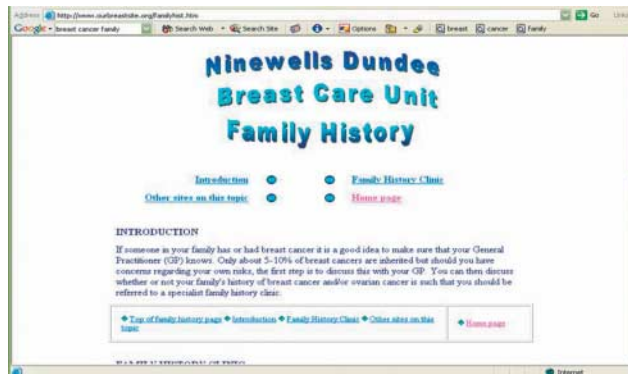 Address http://www.ourbreastsite.org/familyhist.htm Go Links
Google breast cancer family Search Web Search Site Options breast cancer family
Ninewells Dundee
Breast Care Unit
Family History
Introduction Family History Clinic
Other sites on this topic Home page
INTRODUCTION
If someone in your family has or had breast cancer it is a good idea to make sure that your General
Practitioner (GP) knows. Only about 5-10% of breast cancers are inherited but should you have
concerns regarding your own risks, the first step is to discuss this with your GP. You can then discuss
whether or not your family's history of breast cancer and/or ovarian cancer is such that you should be
referred to a specialist family history clinic.
Top of family history page Introduction Family History Clinic Other sites on this
topic
Home page
FAMILY HISTORY CLINIC
Internet